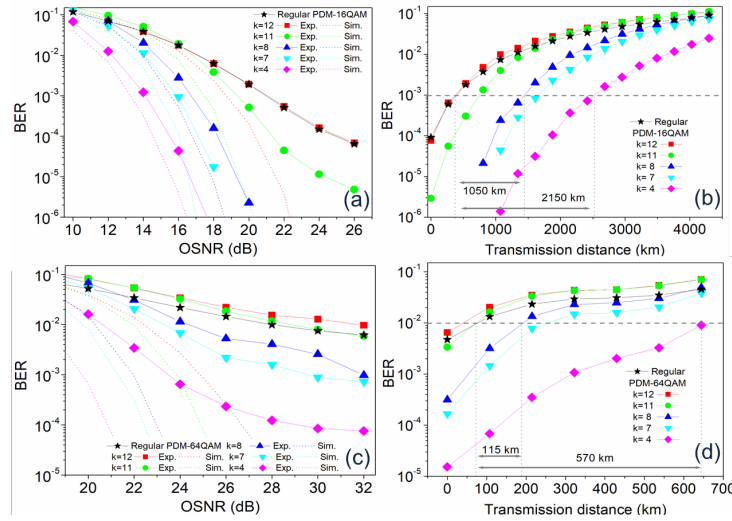 Regular PDM-16QAM
k=12 Exp. Sim.
k=11 Exp. Sim.
k=8 Exp. Sim.
k=7 Exp. Sim.
k=4 Exp. Sim.
10⁻¹
10⁻²
10⁻³
10⁻⁴
10⁻⁵
10⁻⁶
BER
(a)
10 12 14 16 18 20 22 24 26
OSNR (dB)
10⁻¹
10⁻²
10⁻³
10⁻⁴
10⁻⁵
10⁻⁶
BER
Regular
PDM-16QAM
k=12
k=11
k= 8
k= 7
k= 4
1050 km
2150 km
(b)
0 1000 2000 3000 4000
Transmission distance (km)
10⁻¹
10⁻²
10⁻³
10⁻⁴
10⁻⁵
BER
(c)
Regular PDM-64QAM k=8 Exp. Sim.
k=12 Exp. Sim. k=7 Exp. Sim.
k=11 Exp. Sim. k=4 Exp. Sim.
20 22 24 26 28 30 32
OSNR (dB)
10⁰
10⁻¹
10⁻²
10⁻³
10⁻⁴
10⁻⁵
BER
Regular
PDM-64QAM
k=12
k=11
k= 8
k= 7
k= 4
115 km
570 km
(d)
0 100 200 300 400 500 600 700
Transmission distance (km)